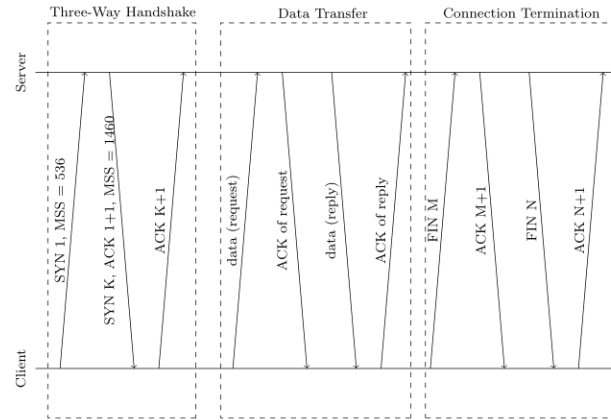 Three-Way Handshake
Data Transfer
Connection Termination
Server
SYN 1, MSS = 536
SYN K, ACK 1+1, MSS = 1460
ACK K+1
data (request)
ACK of request
data (reply)
ACK of reply
FIN M
ACK M+1
FIN N
ACK N+1
Client